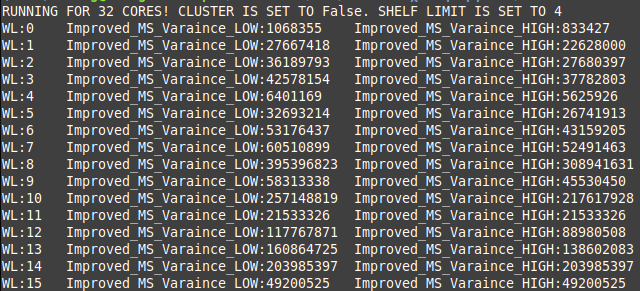 RUNNING FOR 32 CORES! CLUSTER IS SET TO False. SHELF LIMIT IS SET TO 4
WL:0 Improved_MS_Varaince_LOW:1068355 Improved_MS_Varaince_HIGH:833427
WL:1 Improved_MS_Varaince_LOW:27667418 Improved_MS_Varaince_HIGH:22628000
WL:2 Improved_MS_Varaince_LOW:36189793 Improved_MS_Varaince_HIGH:27680397
WL:3 Improved_MS_Varaince_LOW:42578154 Improved_MS_Varaince_HIGH:37782803
WL:4 Improved_MS_Varaince_LOW:6401169 Improved_MS_Varaince_HIGH:5625926
WL:5 Improved_MS_Varaince_LOW:32693214 Improved_MS_Varaince_HIGH:26741913
WL:6 Improved_MS_Varaince_LOW:53176437 Improved_MS_Varaince_HIGH:43159205
WL:7 Improved_MS_Varaince_LOW:60510899 Improved_MS_Varaince_HIGH:52491463
WL:8 Improved_MS_Varaince_LOW:395396823 Improved_MS_Varaince_HIGH:308941631
WL:9 Improved_MS_Varaince_LOW:58313338 Improved_MS_Varaince_HIGH:45530450
WL:10 Improved_MS_Varaince_LOW:257148819 Improved_MS_Varaince_HIGH:217617928
WL:11 Improved_MS_Varaince_LOW:21533326 Improved_MS_Varaince_HIGH:21533326
WL:12 Improved_MS_Varaince_LOW:117767871 Improved_MS_Varaince_HIGH:88980508
WL:13 Improved_MS_Varaince_LOW:160864725 Improved_MS_Varaince_HIGH:138602083
WL:14 Improved_MS_Varaince_LOW:203985397 Improved_MS_Varaince_HIGH:203985397
WL:15 Improved_MS_Varaince_LOW:49200525 Improved_MS_Varaince_HIGH:49200525